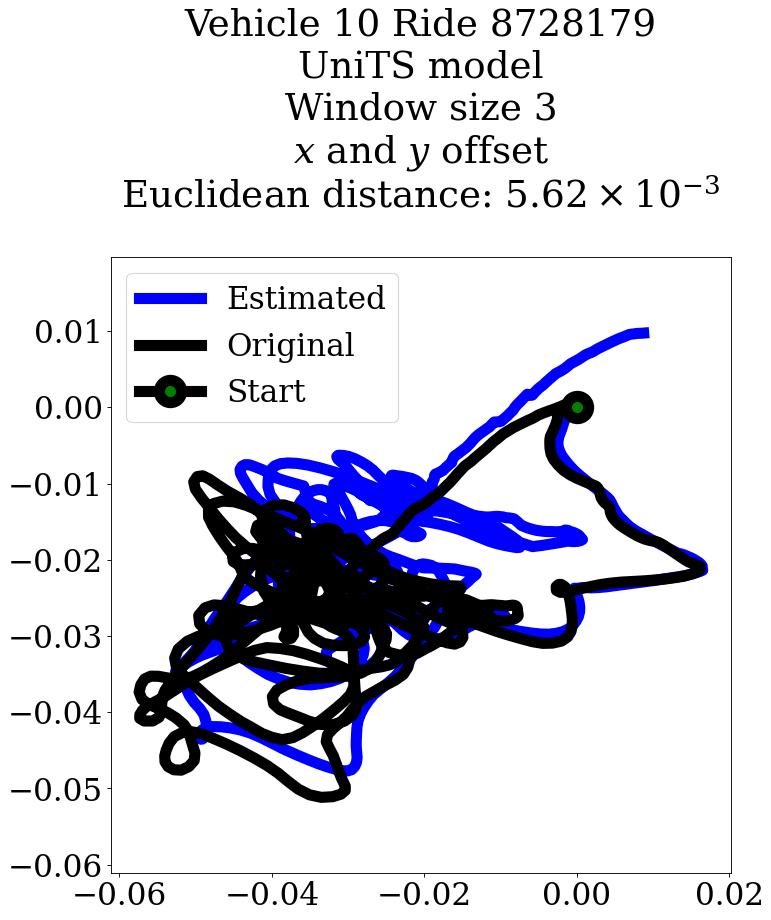 Vehicle 10 Ride 8728179
UniTS model
Window size 3
x and y offset
Euclidean distance: 5.62 × 10⁻³
Estimated
Original
Start
0.01
0.00
−0.01
−0.02
−0.03
−0.04
−0.05
−0.06
−0.06 −0.04 −0.02 0.00 0.02